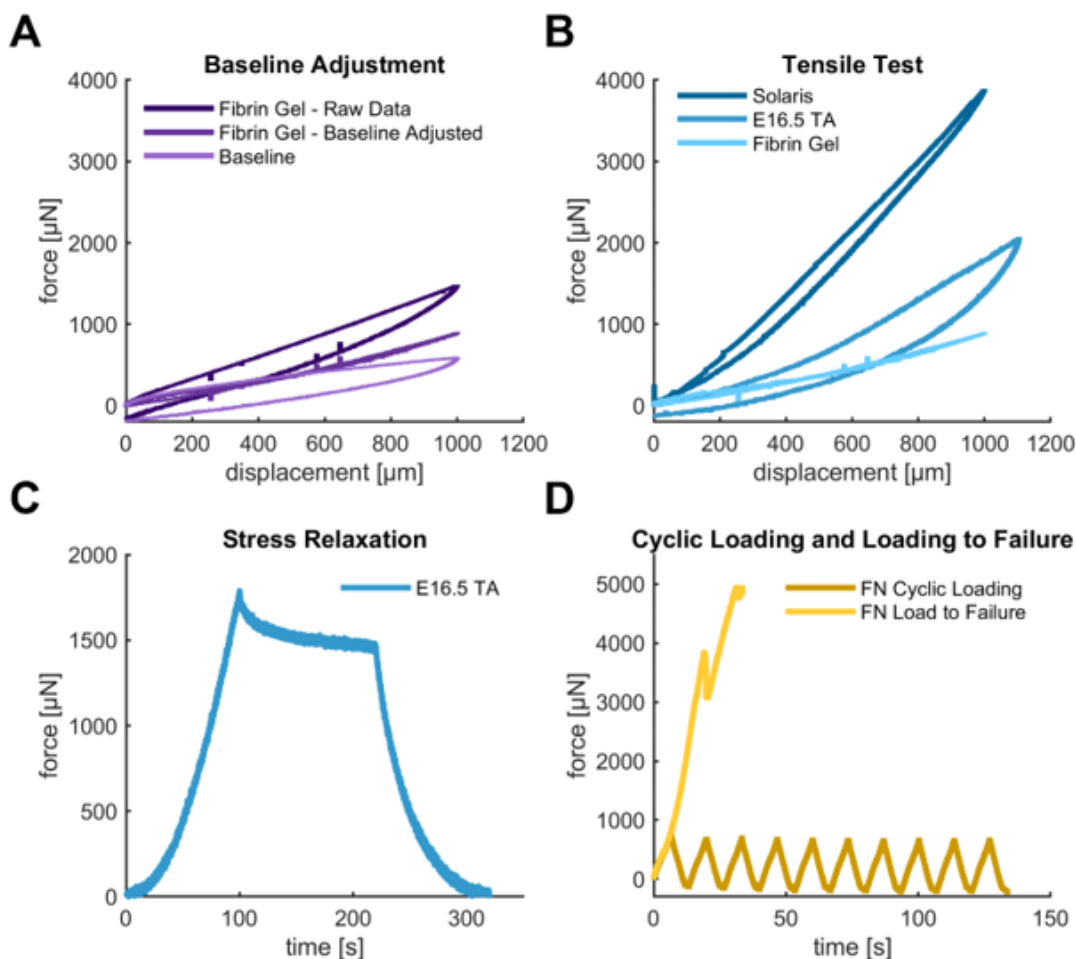 A
Baseline Adjustment
4000
3000
2000
1000
0
force [µN]
Fibrin Gel - Raw Data
Fibrin Gel - Baseline Adjusted
Baseline
0 200 400 600 800 1000 1200
displacement [µm]
B
Tensile Test
4000
3000
2000
1000
0
force [µN]
Solaris
E16.5 TA
Fibrin Gel
0 200 400 600 800 1000 1200
displacement [µm]
C
Stress Relaxation
2000
1500
1000
500
0
force [µN]
E16.5 TA
0 100 200 300
time [s]
D
Cyclic Loading and Loading to Failure
5000
4000
3000
2000
1000
0
force [µN]
FN Cyclic Loading
FN Load to Failure
0 50 100 150
time [s]